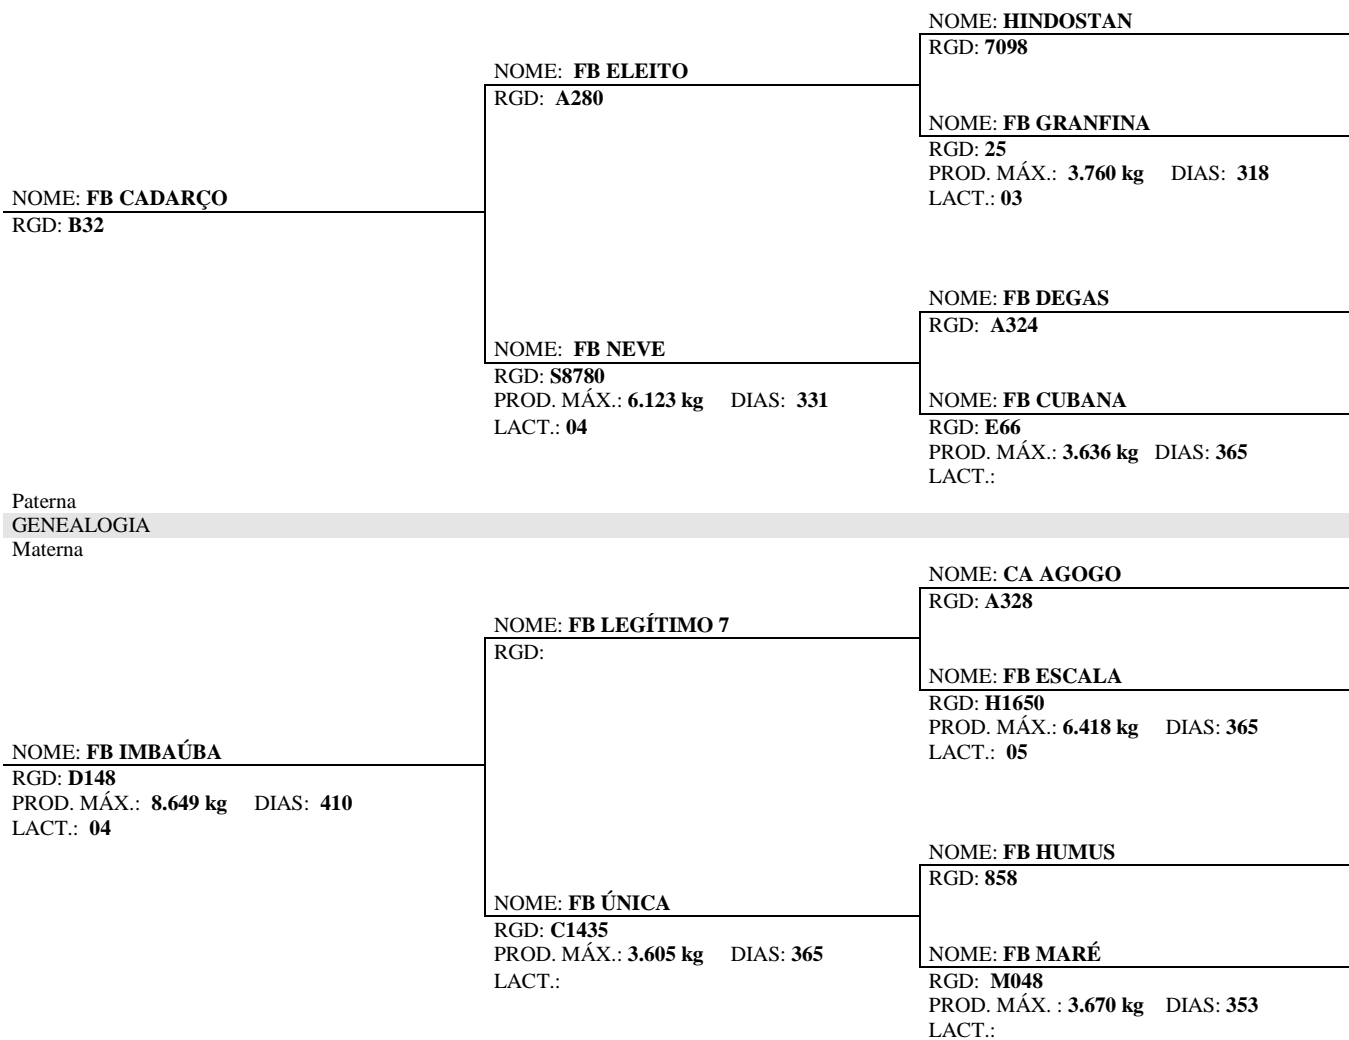 NOME: HINDOSTAN
RGD: 7098
NOME: FB ELEITO
RGD: A280
NOME: FB GRANFINA
RGD: 25
PROD. MÁX.: 3.760 kg DIAS: 318
LACT.: 03
NOME: FB CADARÇO
RGD: B32
NOME: FB DEGAS
RGD: A324
NOME: FB NEVE
RGD: S8780
PROD. MÁX.: 6.123 kg DIAS: 331
LACT.: 04
NOME: FB CUBANA
RGD: E66
PROD. MÁX.: 3.636 kg DIAS: 365
LACT.:
Paterna
GENEALOGIA
Materna
NOME: CA AGOGO
RGD: A328
NOME: FB LEGÍTIMO 7
RGD:
NOME: FB ESCALA
RGD: H1650
PROD. MÁX.: 6.418 kg DIAS: 365
LACT.: 05
NOME: FB IMBAÚBA
RGD: D148
PROD. MÁX.: 8.649 kg DIAS: 410
LACT.: 04
NOME: FB HUMUS
RGD: 858
NOME: FB ÚNICA
RGD: C1435
PROD. MÁX.: 3.605 kg DIAS: 365
LACT.:
NOME: FB MARÉ
RGD: M048
PROD. MÁX. : 3.670 kg DIAS: 353
LACT.: